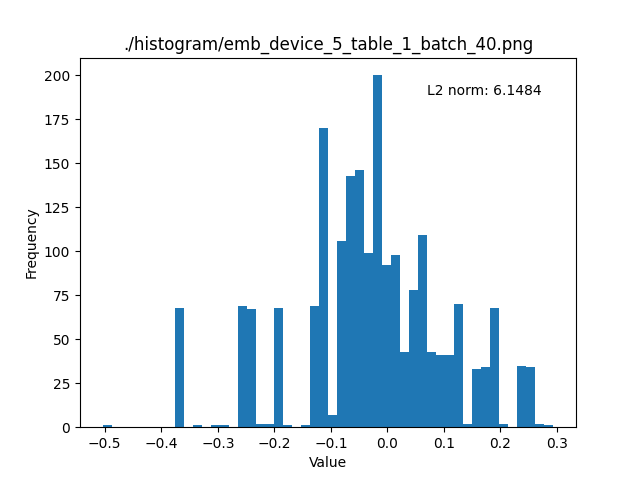 ./histogram/emb_device_5_table_1_batch_40.png
L2 norm: 6.1484
200
175
150
125
100
75
50
25
0
Frequency
−0.5 −0.4 −0.3 −0.2 −0.1 0.0 0.1 0.2 0.3
Value